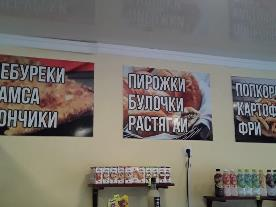 ЕБУРЕКИ
АМСА
ОНЧИКИ
ПИРОЖКИ
БУЛОЧКИ
РАСТЯГАИ
ПОПКОР
КАРТОФ
ФРИ